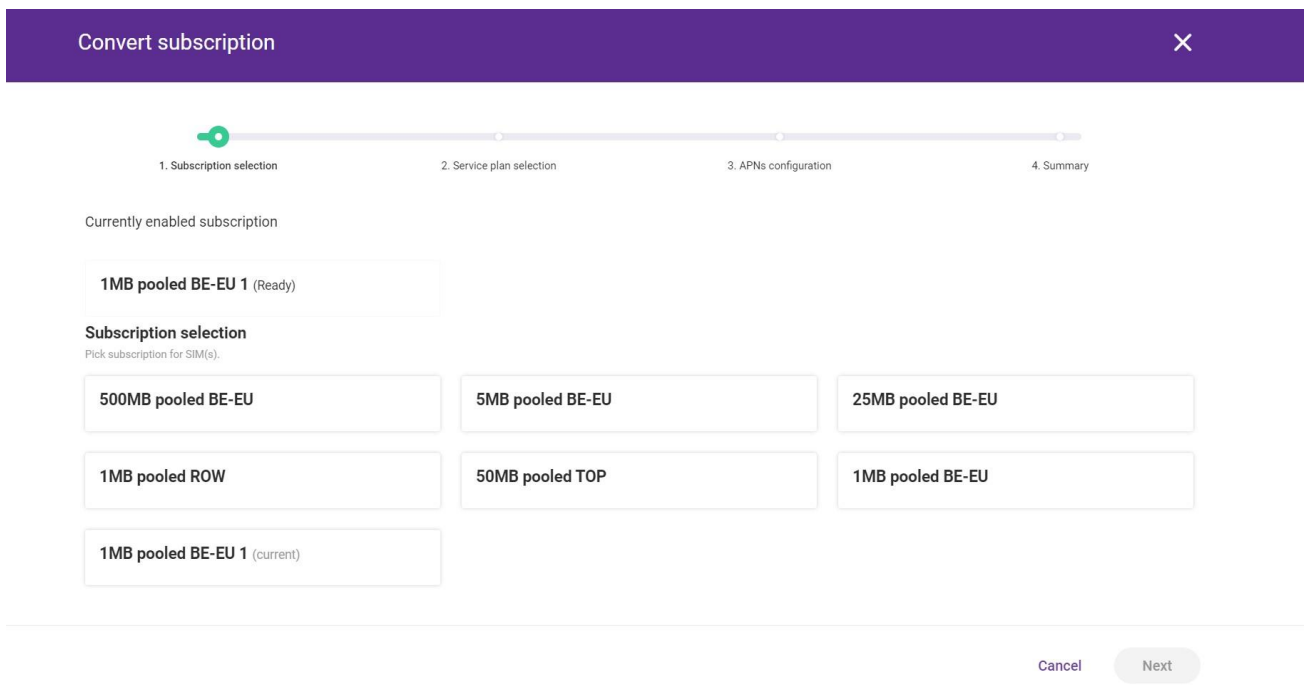 Convert subscription
1. Subscription selection
2. Service plan selection
3. APNs configuration
4. Summary
Currently enabled subscription
1MB pooled BE-EU 1 (Ready)
Subscription selection
Pick subscription for SIM(s).
500MB pooled BE-EU
5MB pooled BE-EU
25MB pooled BE-EU
1MB pooled ROW
50MB pooled TOP
1MB pooled BE-EU
1MB pooled BE-EU 1 (current)
Cancel
Next